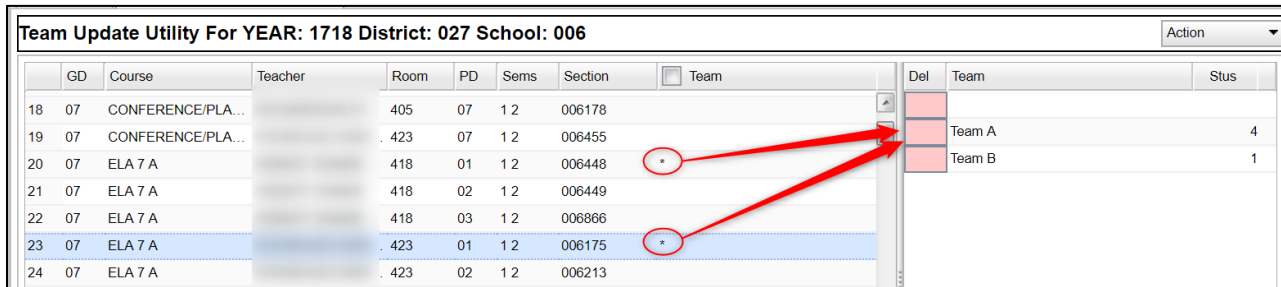 Team Update Utility For YEAR: 1718 District: 027 School: 006 Action
GD Course Teacher Room PD Sems Section Team Del Team Stus
18 07 CONFERENCE/PLA... 405 07 1 2 006178
19 07 CONFERENCE/PLA... 423 07 1 2 006455 Team A 4
20 07 ELA 7 A 418 01 1 2 006448 * Team B 1
21 07 ELA 7 A 418 02 1 2 006449
22 07 ELA 7 A 418 03 1 2 006866
23 07 ELA 7 A 423 01 1 2 006175 *
24 07 ELA 7 A 423 02 1 2 006213